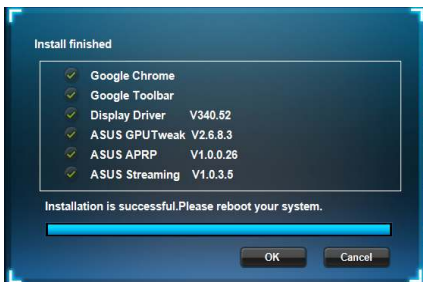 Install finished
Google Chrome
Google Toolbar
Display Driver V340.52
ASUS GPUTweak V2.6.8.3
ASUS APRP V1.0.0.26
ASUS Streaming V1.0.3.5
Installation is successful.Please reboot your system.
OK Cancel